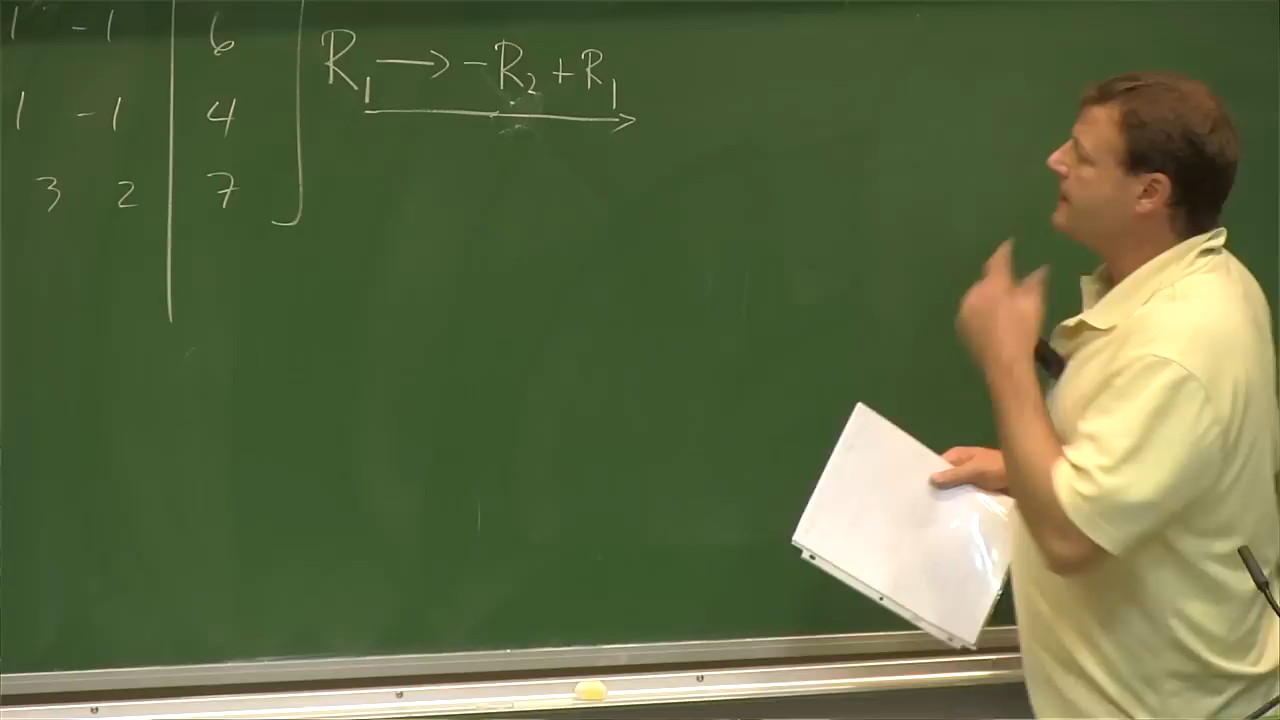 1 -1 | 6 ] R₁ → -R₂ + R₁
1 -1 | 4
3 2 | 7